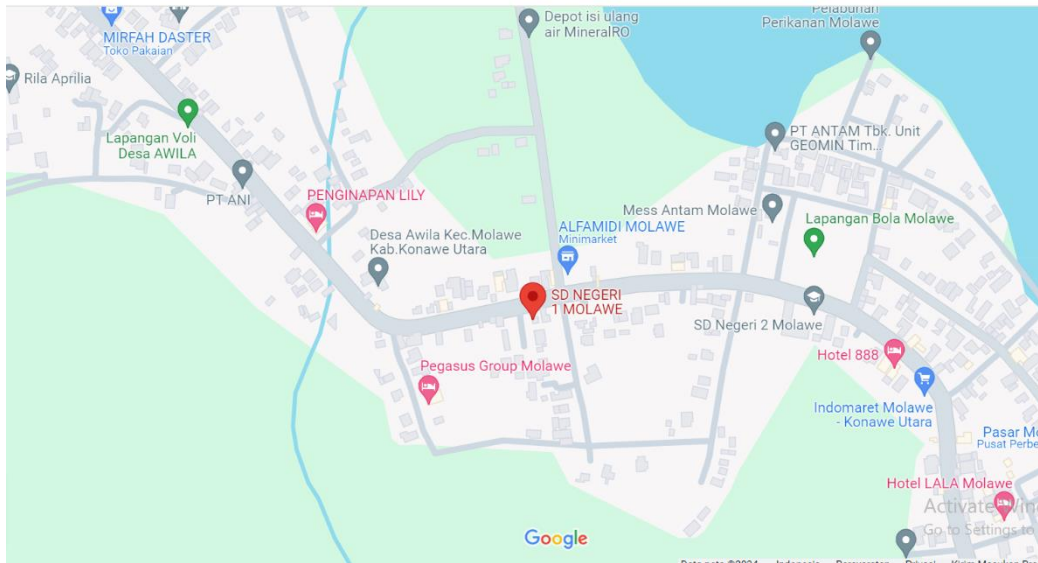 MIRFAH DASTER
Toko Pakaian
Rila Aprilia
Lapangan Voli
Desa AWILA
PT ANI
PENGINAPAN LILY
Desa Awila Kec.Molawe
Kab.Konawe Utara
Depot isi ulang
air MineralRO
Pelabuhan
Perikanan Molawe
PT ANTAM Tbk. Unit
GEOMIN Tim...
Mess Antam Molawe
Lapangan Bola Molawe
ALFAMIDI MOLAWE
Minimarket
SD NEGERI
1 MOLAWE
SD Negeri 2 Molawe
Hotel 888
Pegasus Group Molawe
Indomaret Molawe
- Konawe Utara
Pasar Mo
Pusat Perbe
Hotel LALA Molawe
Activate Win
Go to Settings to
Google